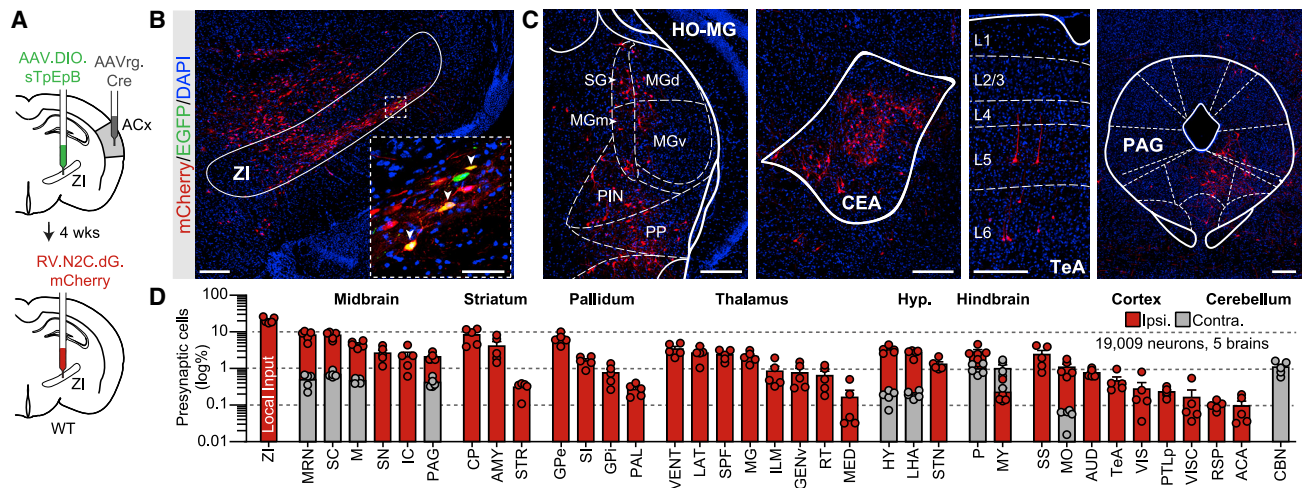 A
AAV.DIO.
sTpEpB
AAVrg.
Cre
ACx
ZI
4 wks
RV.N2C.dG.
mCherry
ZI
WT
B
mCherry/EGFP/DAPI
ZI
C
HO-MG
SG
MGd
MGm
MGv
PIN
PP
CEA
L1
L2/3
L4
L5
L6
TeA
PAG
D
Midbrain
Striatum
Pallidum
Thalamus
Hyp.
Hindbrain
Cortex
Cerebellum
Ipsi.
Contra.
19,009 neurons, 5 brains
Presynaptic cells
(log%)
100
10
1
0.1
0.01
Local Input
ZI
MRN
SC
M-
SN
IC
PAG
CP
AMY
STR
GPe
SI
GPi
PAL
VENT
LAT
SPF
MG
ILM
GENv
RT
MED
HY
LHA
STN
P
MY
SS
MO
AUD
TeA
VIS
PTLp
VISC
RSP
ACA
CBN